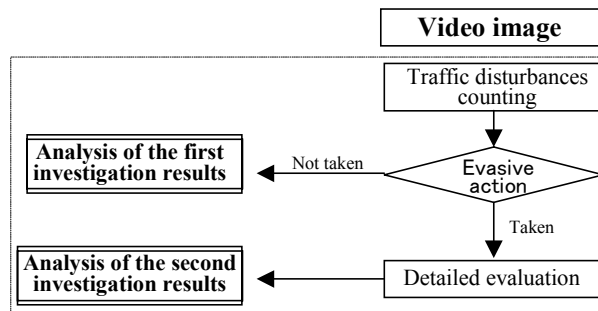 Video image
Traffic disturbances
counting
Analysis of the first
investigation results
Not taken
Evasive
action
Taken
Analysis of the second
investigation results
Detailed evaluation